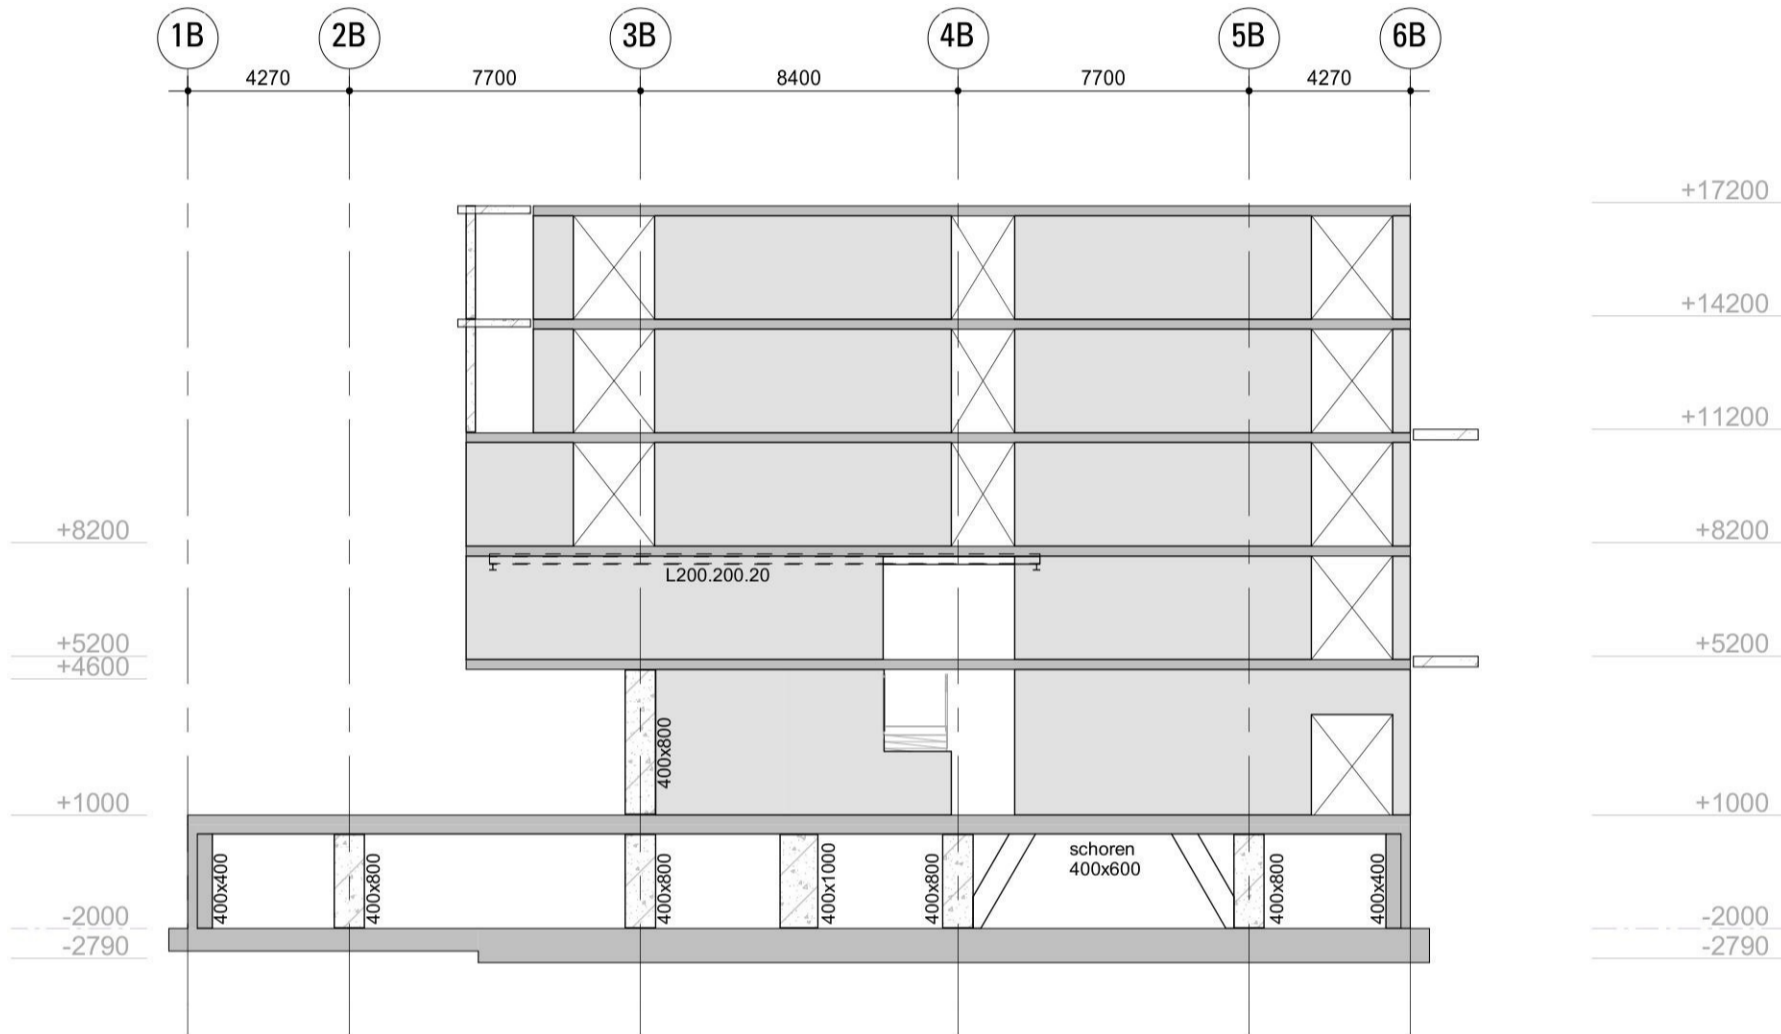 1B 2B 3B 4B 5B 6B
4270 7700 8400 7700 4270
+17200
+14200
+11200
+8200 +8200
L200.200.20
+5200 +5200
+4600
400x800
+1000 +1000
schoren
400x600
400x400 400x800 400x800 400x1000 400x800 400x800 400x400
-2000 -2000
-2790 -2790